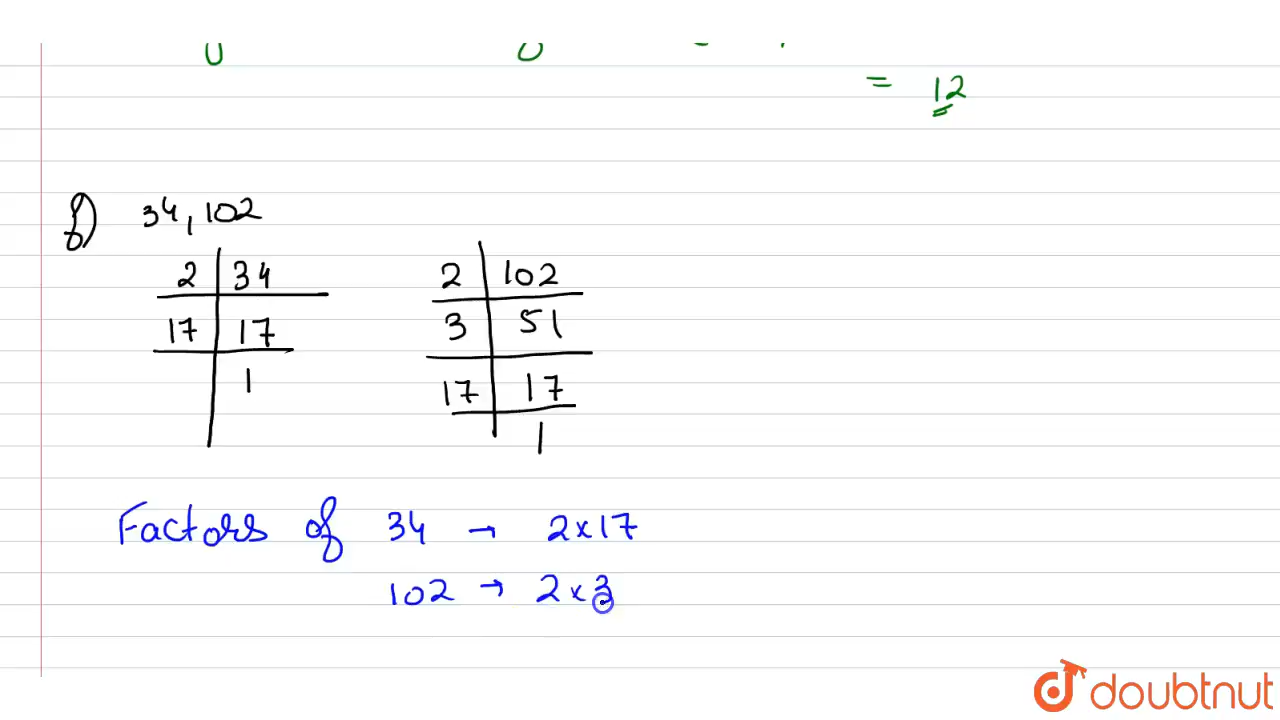 = 12
f) 34, 102
2 | 34
17 | 17
1
2 | 102
3 | 51
17 | 17
1
Factors of 34 → 2×17
102 → 2×3
doubtnut